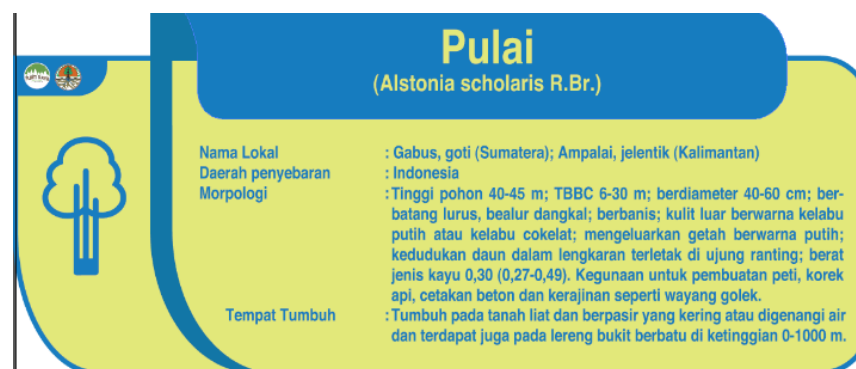 Pulai
(Alstonia scholaris R.Br.)
Nama Lokal : Gabus, goti (Sumatera); Ampalai, jelentik (Kalimantan)
Daerah penyebaran : Indonesia
Morpologi : Tinggi pohon 40-45 m; TBBC 6-30 m; berdiameter 40-60 cm; ber-
batang lurus, bealur dangkal; berbanis; kulit luar berwarna kelabu
putih atau kelabu cokelat; mengeluarkan getah berwarna putih;
kedudukan daun dalam lengkaran terletak di ujung ranting; berat
jenis kayu 0,30 (0,27-0,49). Kegunaan untuk pembuatan peti, korek
api, cetakan beton dan kerajinan seperti wayang golek.
Tempat Tumbuh : Tumbuh pada tanah liat dan berpasir yang kering atau digenangi air
dan terdapat juga pada lereng bukit berbatu di ketinggian 0-1000 m.